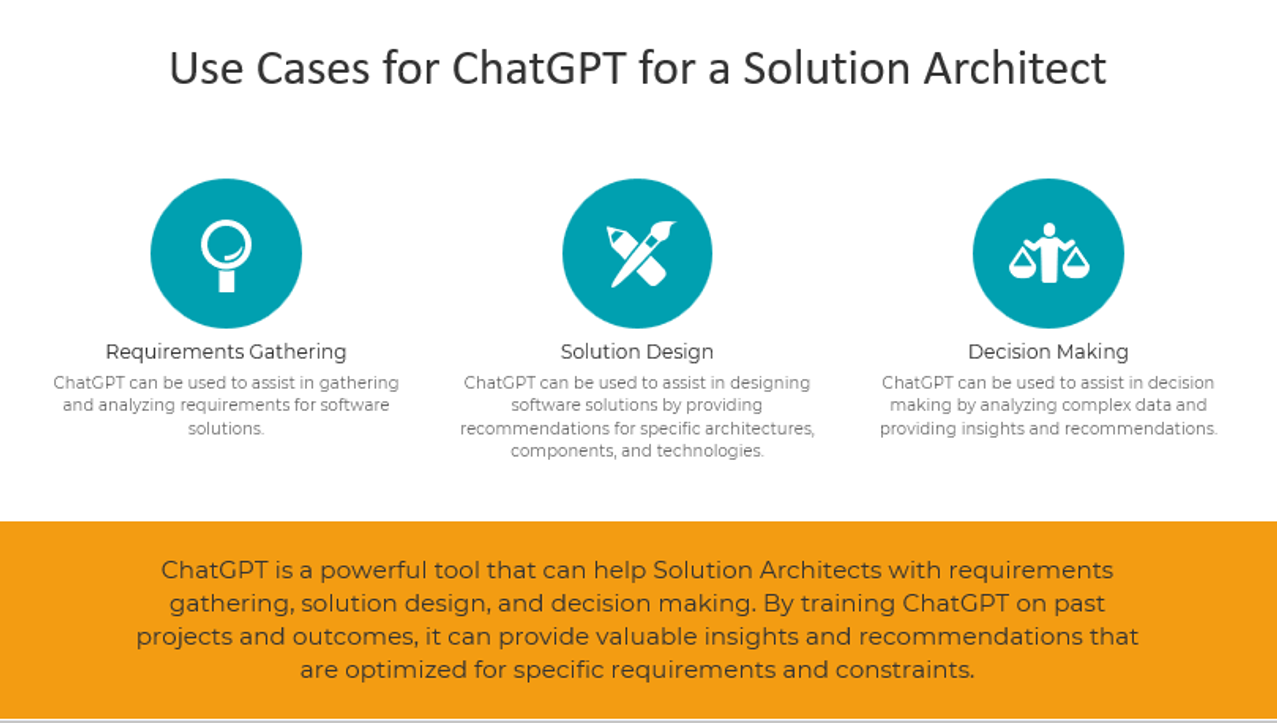 Use Cases for ChatGPT for a Solution Architect
Requirements Gathering
ChatGPT can be used to assist in gathering
and analyzing requirements for software
solutions.
Solution Design
ChatGPT can be used to assist in designing
software solutions by providing
recommendations for specific architectures,
components, and technologies.
Decision Making
ChatGPT can be used to assist in decision
making by analyzing complex data and
providing insights and recommendations.
ChatGPT is a powerful tool that can help Solution Architects with requirements
gathering, solution design, and decision making. By training ChatGPT on past
projects and outcomes, it can provide valuable insights and recommendations that
are optimized for specific requirements and constraints.